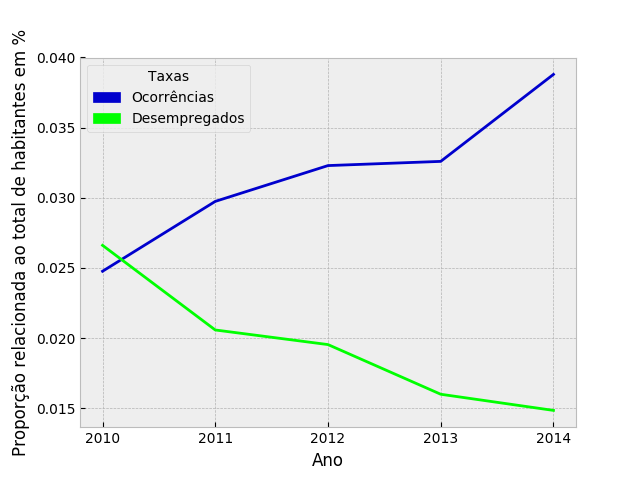 Proporção relacionada ao total de habitantes em %
0.040
0.035
0.030
0.025
0.020
0.015
Taxas
Ocorrências
Desempregados
2010 2011 2012 2013 2014
Ano